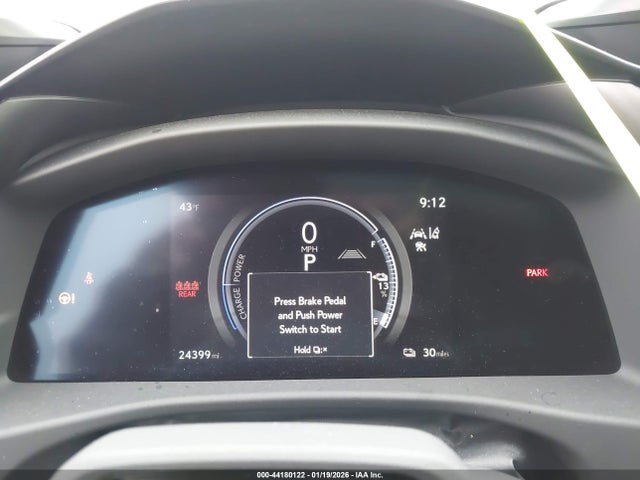 43°F
9:12
0
MPH
P
F
CHARGE POWER
13
%
E
REAR
PARK
Press Brake Pedal
and Push Power
Switch to Start
Hold
24399 mi
30 miles
000-44180122 - 01/19/2026 - IAA Inc.